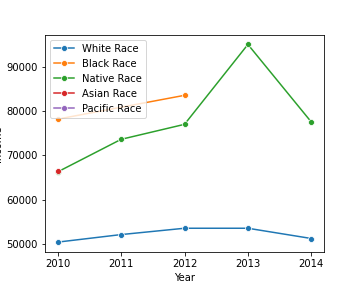 White Race
Black Race
Native Race
Asian Race
Pacific Race
90000
80000
70000
60000
50000
2010 2011 2012 2013 2014
Year